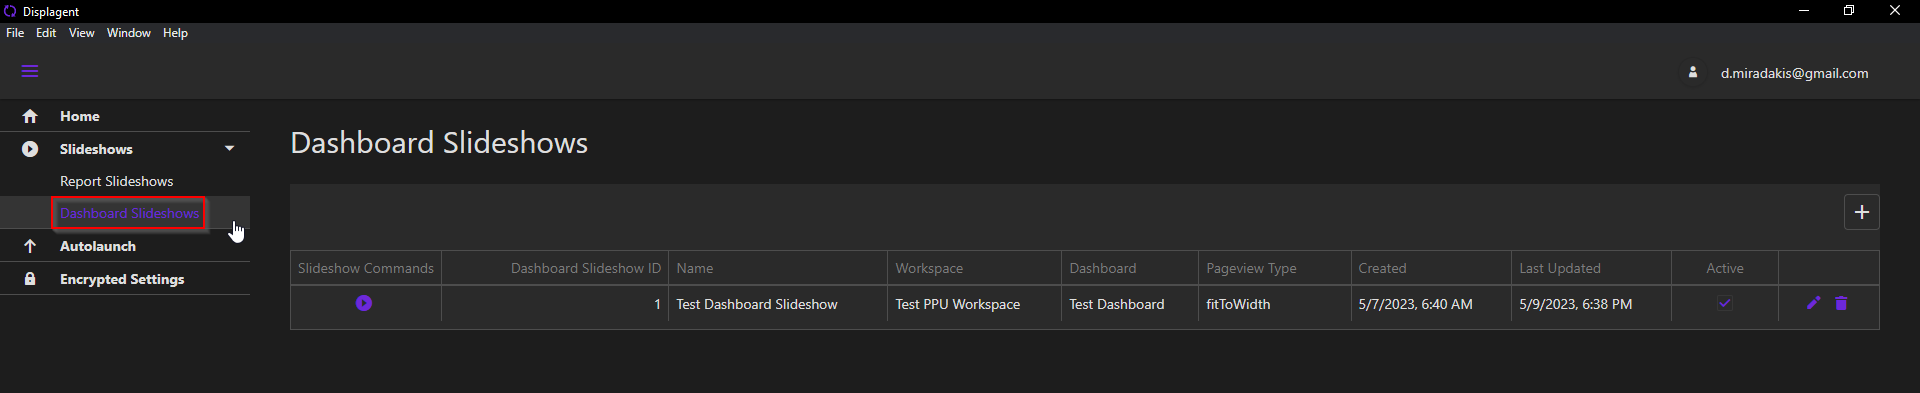 Displagent
File Edit View Window Help
d.miradakis@gmail.com
Home
Slideshows
Report Slideshows
Dashboard Slideshows
Autolaunch
Encrypted Settings
Dashboard Slideshows
Slideshow Commands Dashboard Slideshow ID Name Workspace Dashboard Pageview Type Created Last Updated Active
1 Test Dashboard Slideshow Test PPU Workspace Test Dashboard fitToWidth 5/7/2023, 6:40 AM 5/9/2023, 6:38 PM